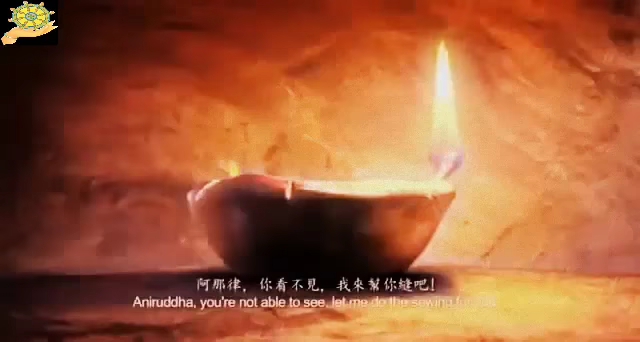 阿那律，你看不見，我來幫你縫吧！
Aniruddha, you're not able to see, let me do the sewing for